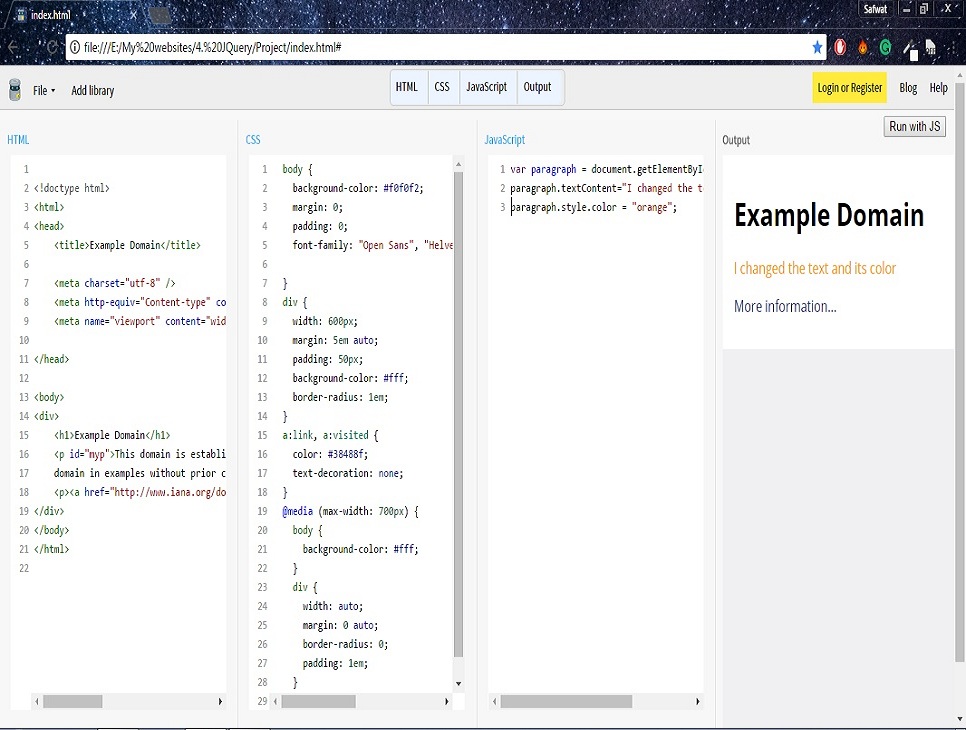 index.html
Safwat
file:///E:/My%20websites/4.%20JQuery/Project/index.html#
File
Add library
HTML
CSS
JavaScript
Output
Login or Register
Blog
Help
Run with JS
HTML
1
2 <!doctype html>
3 <html>
4 <head>
5 <title>Example Domain</title>
6
7 <meta charset="utf-8" />
8 <meta http-equiv="Content-type" co
9 <meta name="viewport" content="wid
10
11 </head>
12
13 <body>
14 <div>
15 <h1>Example Domain</h1>
16 <p id="myp">This domain is establi
17 domain in examples without prior c
18 <p><a href="http://www.iana.org/do
19 </div>
20 </body>
21 </html>
22
CSS
1 body {
2 background-color: #f0f0f2;
3 margin: 0;
4 padding: 0;
5 font-family: "Open Sans", "Helve
6
7 }
8 div {
9 width: 600px;
10 margin: 5em auto;
11 padding: 50px;
12 background-color: #fff;
13 border-radius: 1em;
14 }
15 a:link, a:visited {
16 color: #38488f;
17 text-decoration: none;
18 }
19 @media (max-width: 700px) {
20 body {
21 background-color: #fff;
22 }
23 div {
24 width: auto;
25 margin: 0 auto;
26 border-radius: 0;
27 padding: 1em;
28 }
29
JavaScript
1 var paragraph = document.getElementByI
2 paragraph.textContent="I changed the t
3 paragraph.style.color = "orange";
Output
Example Domain
I changed the text and its color
More information...